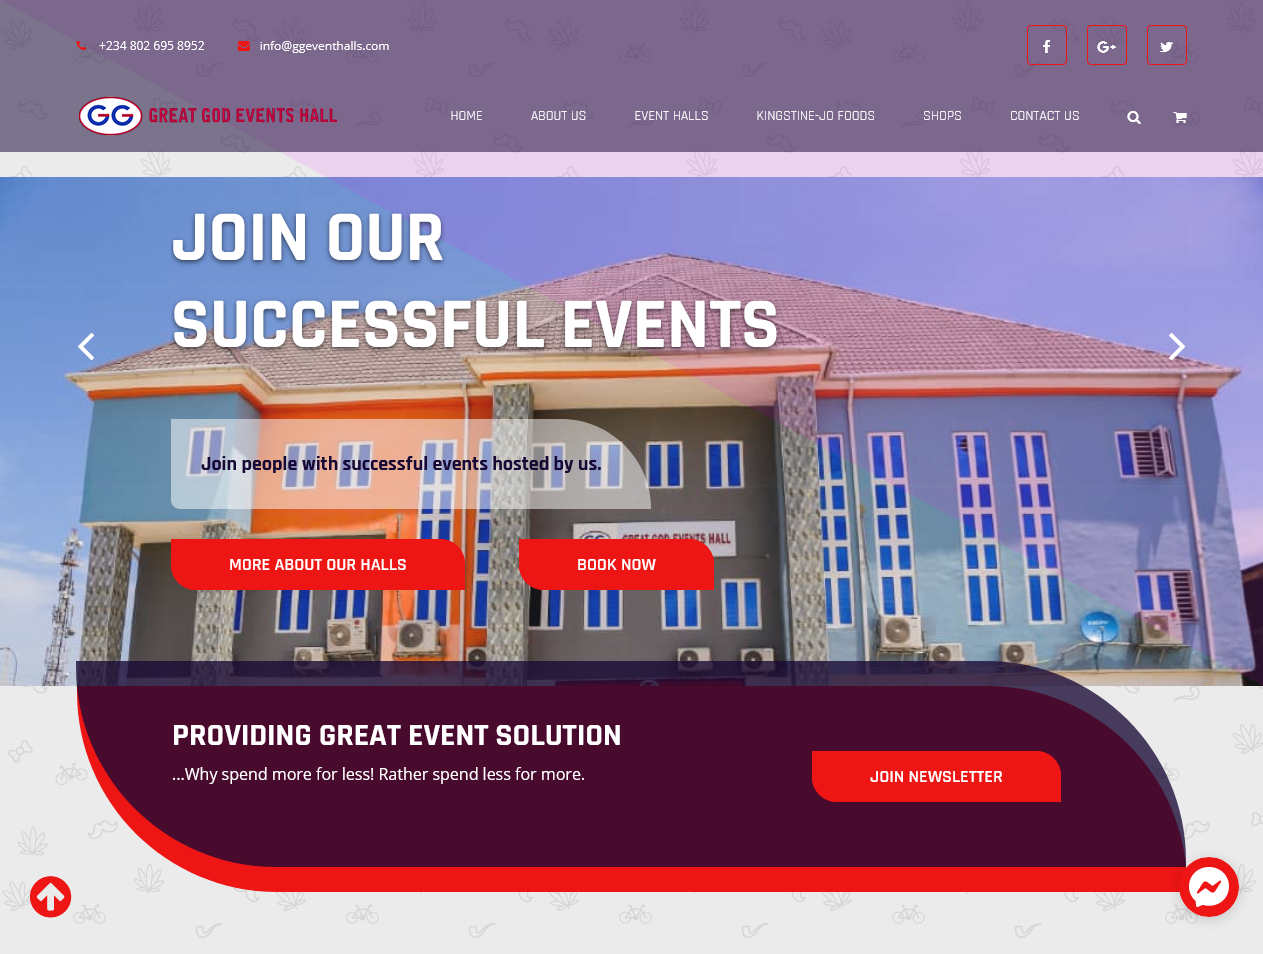 +234 802 695 8952
info@ggeventhalls.com
GG
GREAT GOD EVENTS HALL
HOME
ABOUT US
EVENT HALLS
KINGSTINE-JO FOODS
SHOPS
CONTACT US
JOIN OUR
SUCCESSFUL EVENTS
Join people with successful events hosted by us.
GREAT GOD EVENTS HALL
MORE ABOUT OUR HALLS
BOOK NOW
PROVIDING GREAT EVENT SOLUTION
...Why spend more for less! Rather spend less for more.
JOIN NEWSLETTER